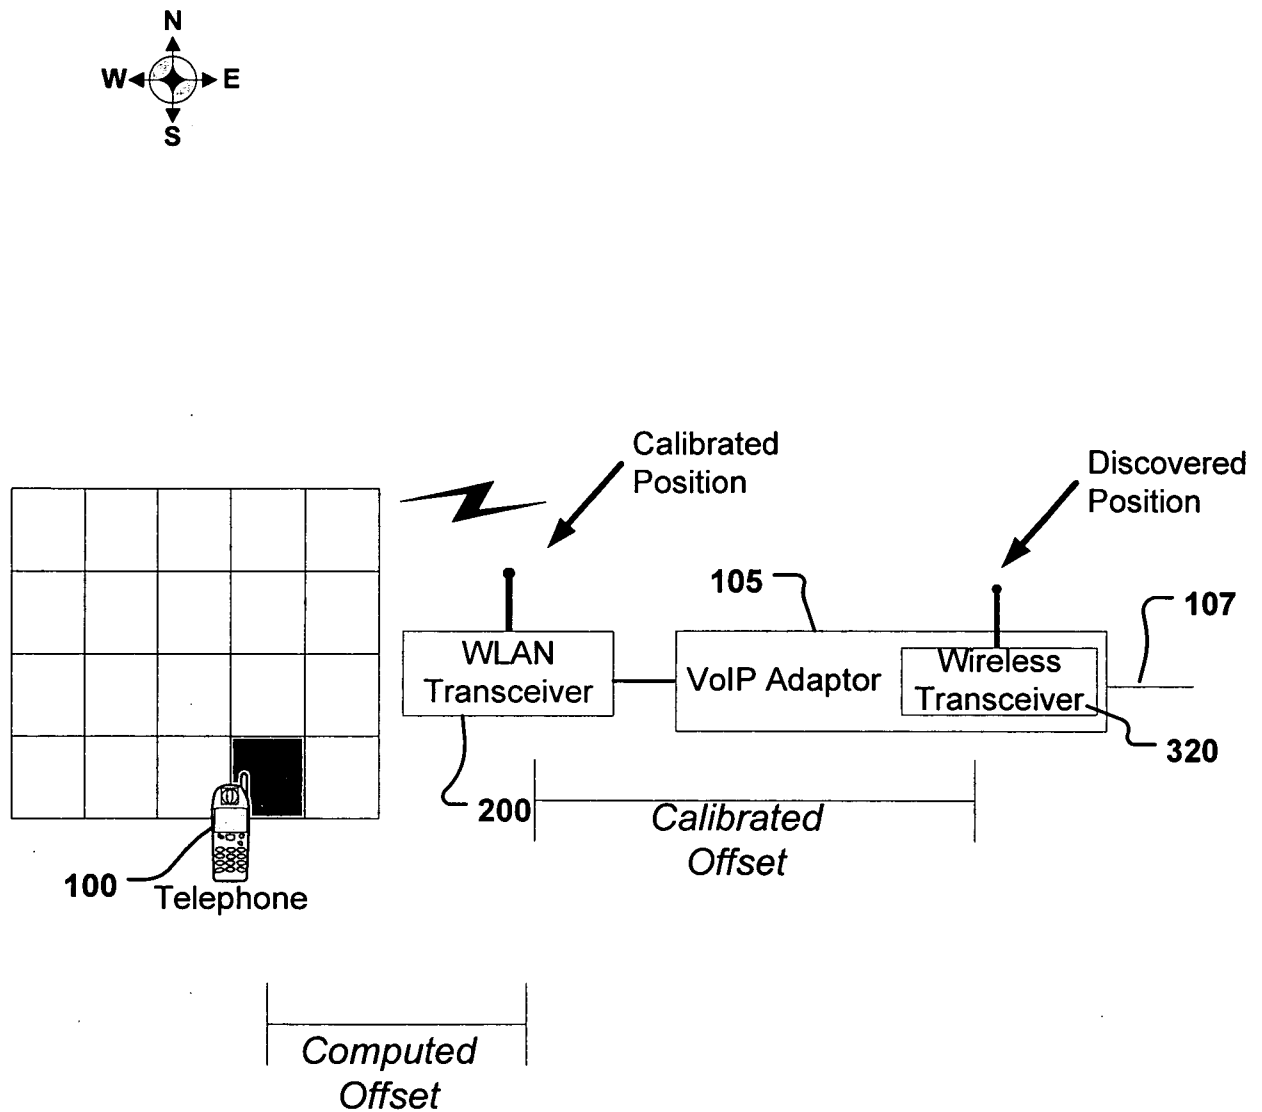 N
W E
S
Calibrated
Position
Discovered
Position
105
107
WLAN
Transceiver
VoIP Adaptor
Wireless
Transceiver
320
200
Calibrated
Offset
100
Telephone
Computed
Offset